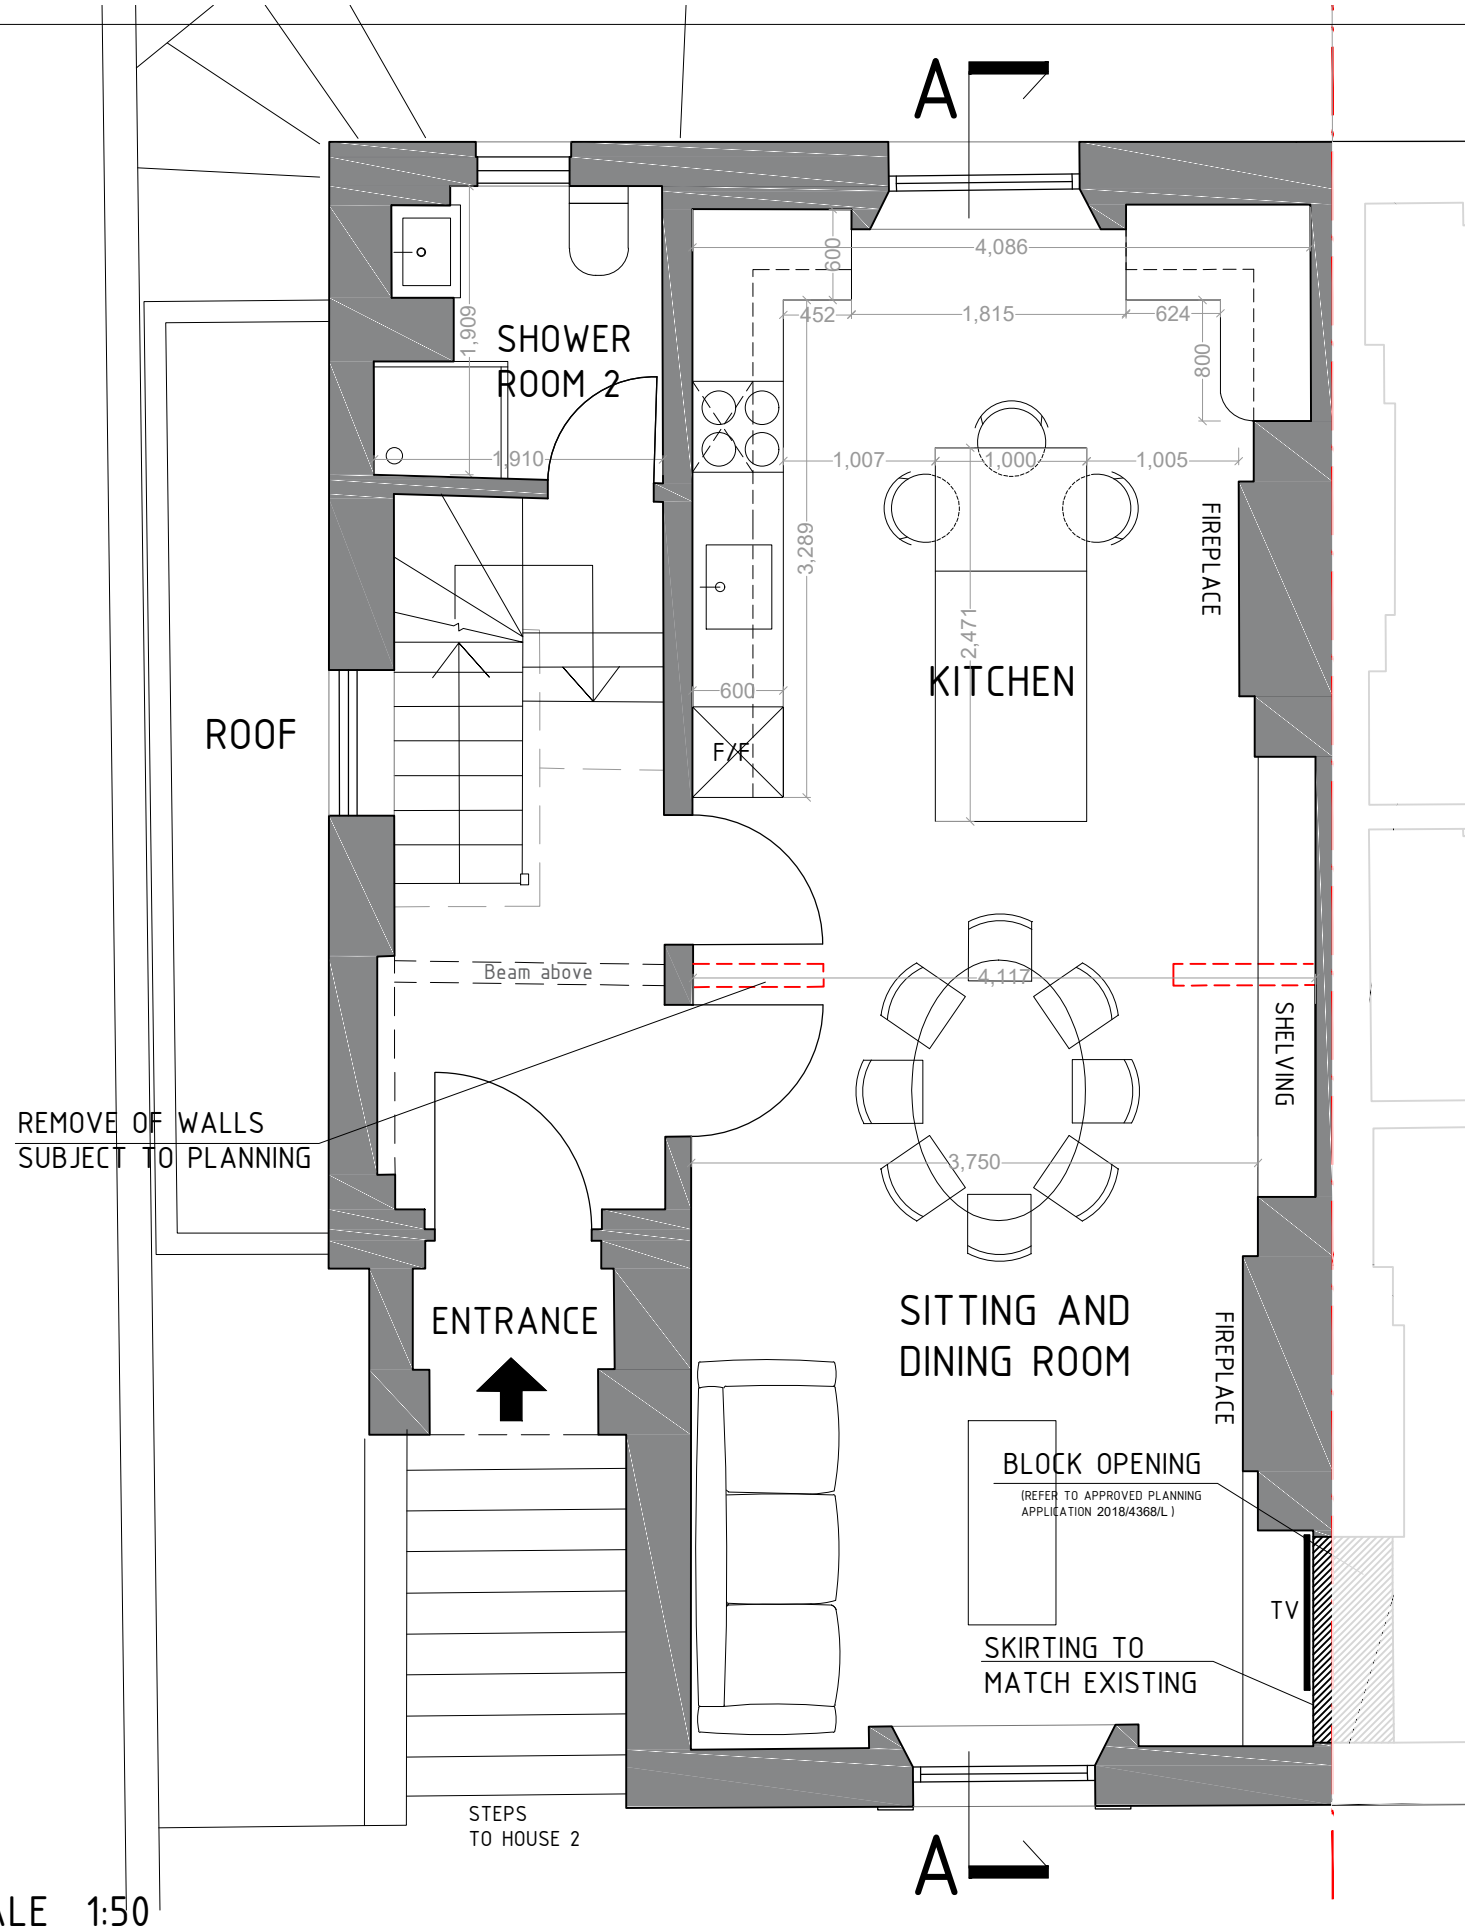 A
4,086
600
452
1,815
624
1,909
SHOWER
ROOM 2
800
1,910
1,007
1,000
1,005
FIREPLACE
3,289
2,471
KITCHEN
600
ROOF
F/F
Beam above
4,117
SHELVING
REMOVE OF WALLS
SUBJECT TO PLANNING
3,750
ENTRANCE
SITTING AND
DINING ROOM
FIREPLACE
BLOCK OPENING
(REFER TO APPROVED PLANNING
APPLICATION 2018/4368/L )
TV
SKIRTING TO
MATCH EXISTING
STEPS
TO HOUSE 2
A
ALE 1:50